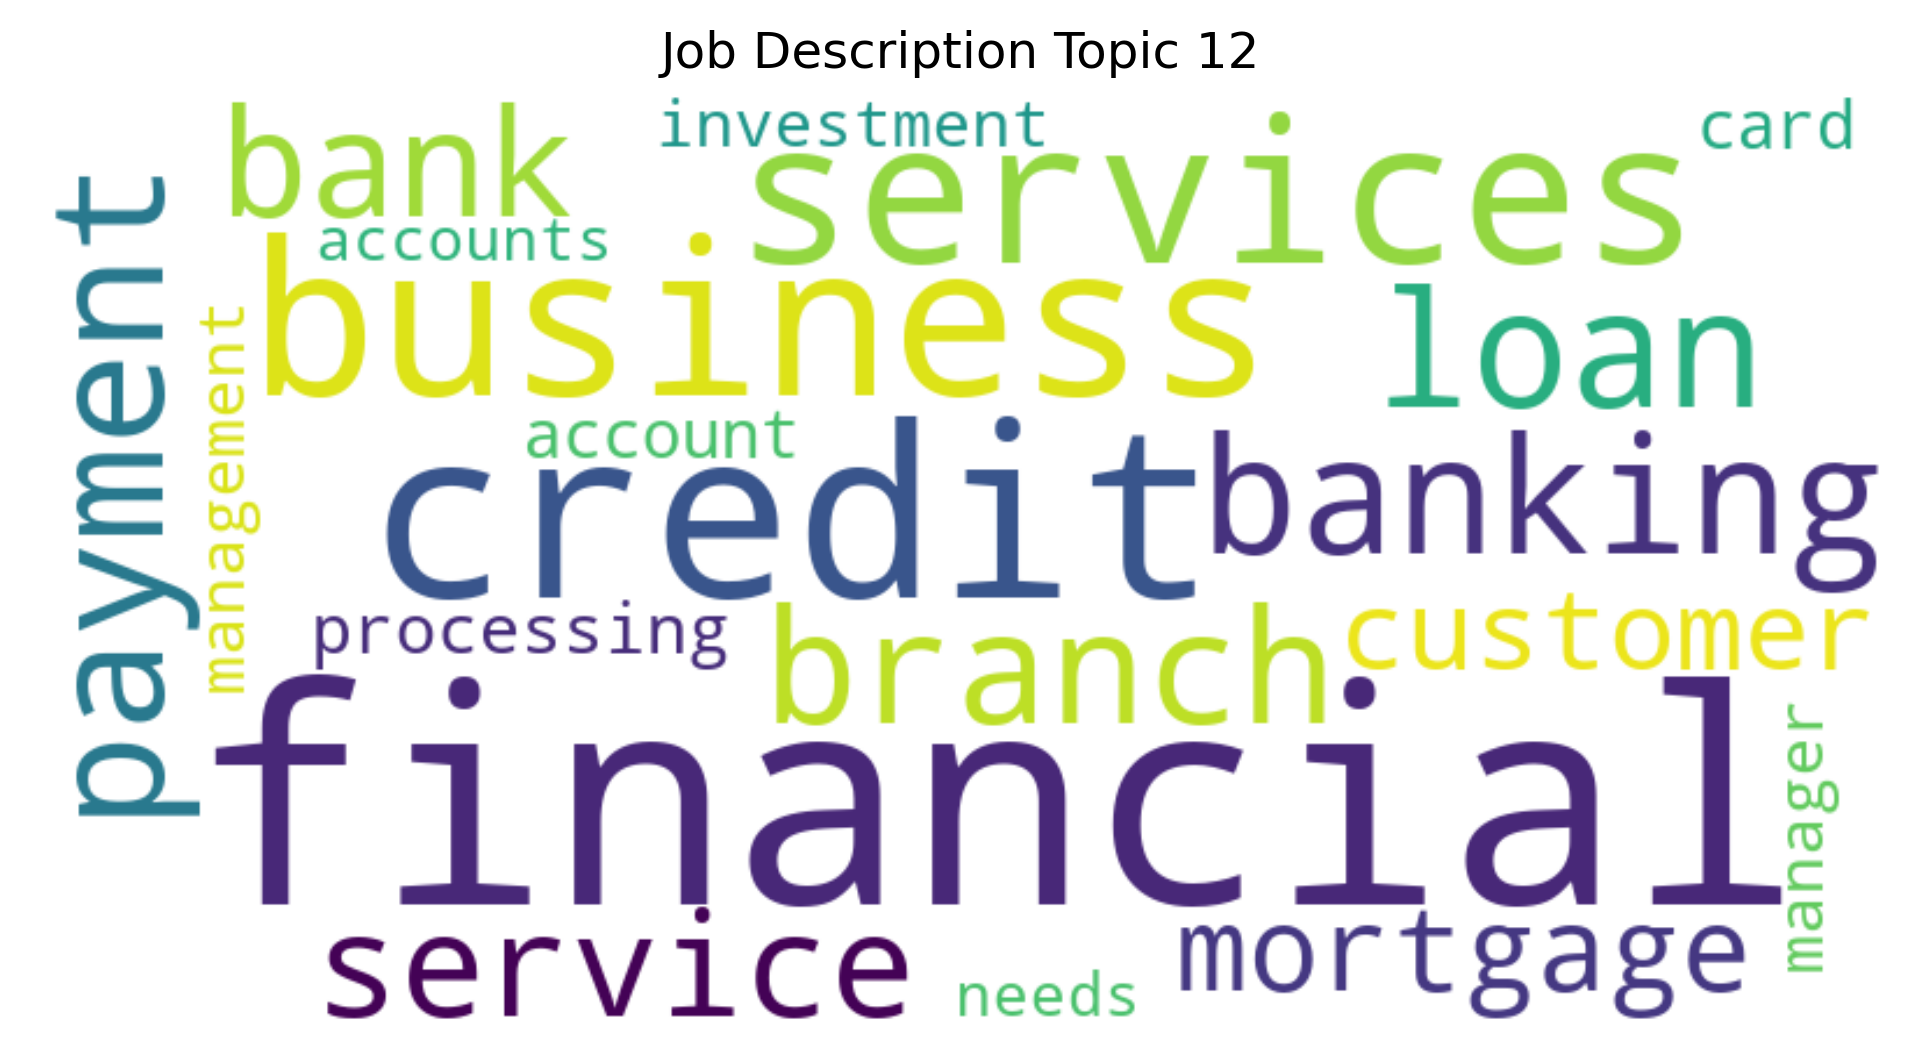 Job Description Topic 12
investment
card
bank
services
accounts
business
loan
payment
management
account
credit
banking
processing
branch
customer
financial
manager
service
needs
mortgage